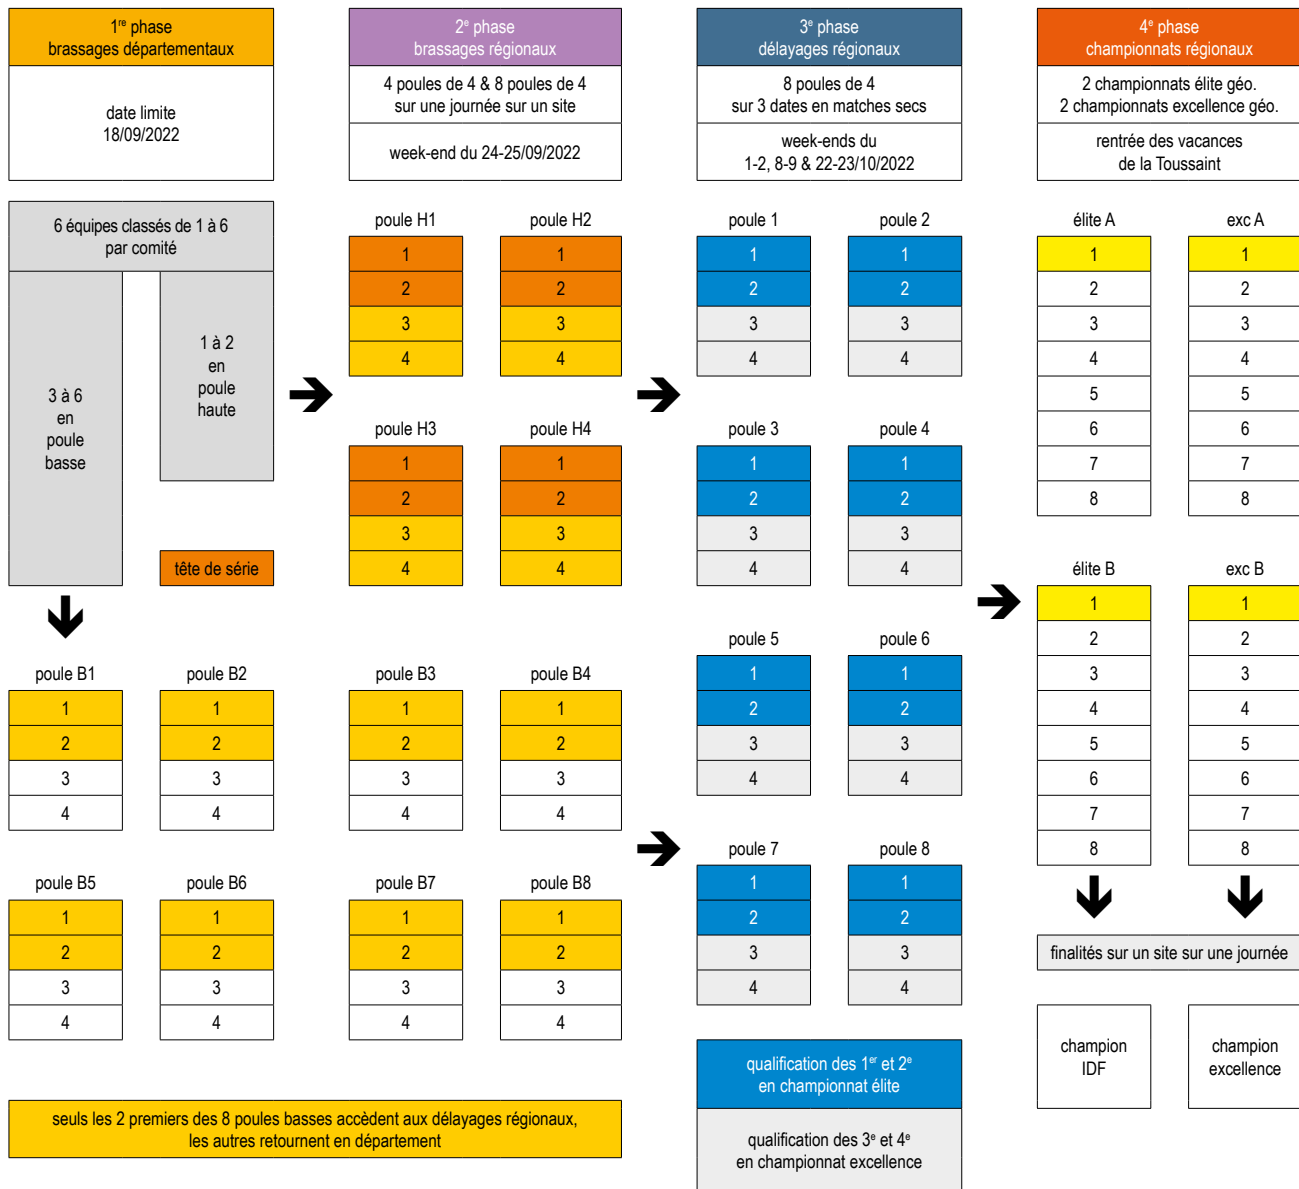 1re phase
brassages départementaux
date limite
18/09/2022
2e phase
brassages régionaux
4 poules de 4 & 8 poules de 4
sur une journée sur un site
week-end du 24-25/09/2022
3e phase
délayages régionaux
8 poules de 4
sur 3 dates en matches secs
week-ends du
1-2, 8-9 & 22-23/10/2022
4e phase
championnats régionaux
2 championnats élite géo.
2 championnats excellence géo.
rentrée des vacances
de la Toussaint
6 équipes classés de 1 à 6
par comité
3 à 6
en
poule
basse
1 à 2
en
poule
haute
tête de série
poule H1
1
2
3
4
poule H2
1
2
3
4
poule H3
1
2
3
4
poule H4
1
2
3
4
poule B1
1
2
3
4
poule B2
1
2
3
4
poule B3
1
2
3
4
poule B4
1
2
3
4
poule B5
1
2
3
4
poule B6
1
2
3
4
poule B7
1
2
3
4
poule B8
1
2
3
4
seuls les 2 premiers des 8 poules basses accèdent aux délayages régionaux,
les autres retournent en département
poule 1
1
2
3
4
poule 2
1
2
3
4
poule 3
1
2
3
4
poule 4
1
2
3
4
poule 5
1
2
3
4
poule 6
1
2
3
4
poule 7
1
2
3
4
poule 8
1
2
3
4
qualification des 1er et 2e
en championnat élite
qualification des 3e et 4e
en championnat excellence
élite A
1
2
3
4
5
6
7
8
exc A
1
2
3
4
5
6
7
8
élite B
1
2
3
4
5
6
7
8
exc B
1
2
3
4
5
6
7
8
finalités sur un site sur une journée
champion
IDF
champion
excellence